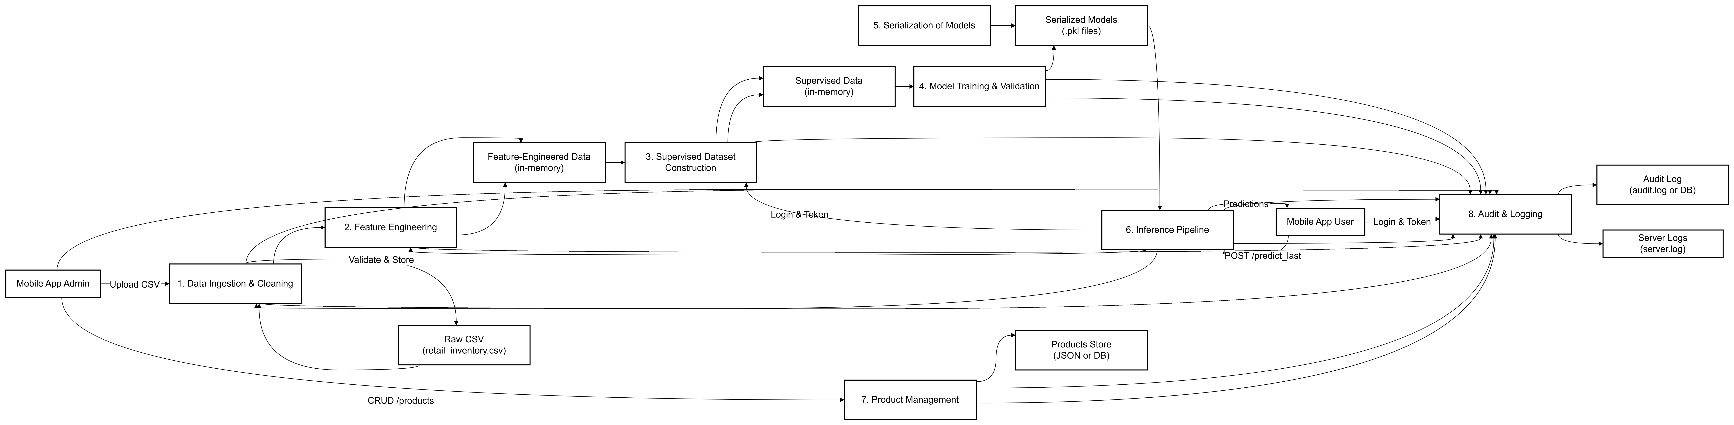 5. Serialization of Models
Serialized Models
(.pkl files)
Supervised Data
(in-memory)
4. Model Training & Validation
Feature-Engineered Data
(in-memory)
3. Supervised Dataset
Construction
Audit Log
(audit.log or DB)
Login & Token
Predictions
6. Inference Pipeline
Mobile App User
Login & Token
8. Audit & Logging
2. Feature Engineering
Server Logs
(server.log)
Validate & Store
POST /predict_last
Mobile App Admin
Upload CSV
1. Data Ingestion & Cleaning
Raw CSV
(retail_inventory.csv)
Products Store
(JSON or DB)
CRUD /products
7. Product Management